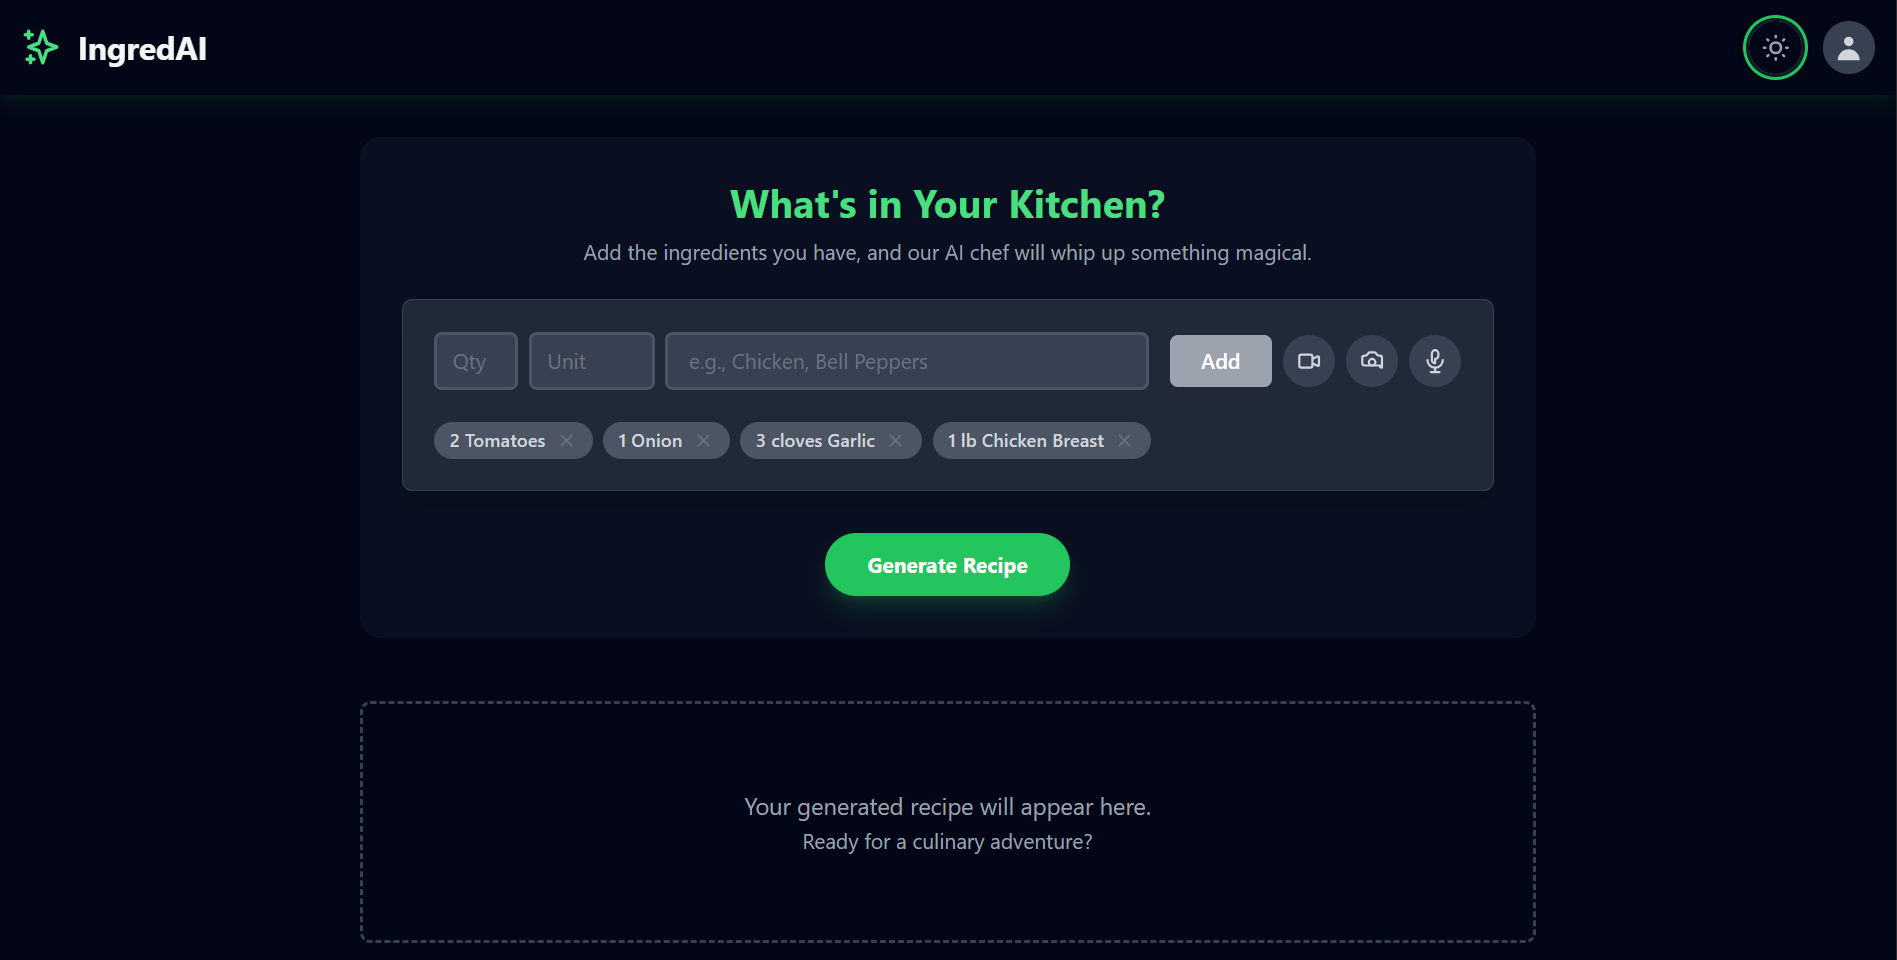 IngredAI
What's in Your Kitchen?
Add the ingredients you have, and our AI chef will whip up something magical.
Qty Unit e.g., Chicken, Bell Peppers Add
2 Tomatoes 1 Onion 3 cloves Garlic 1 lb Chicken Breast
Generate Recipe
Your generated recipe will appear here.
Ready for a culinary adventure?